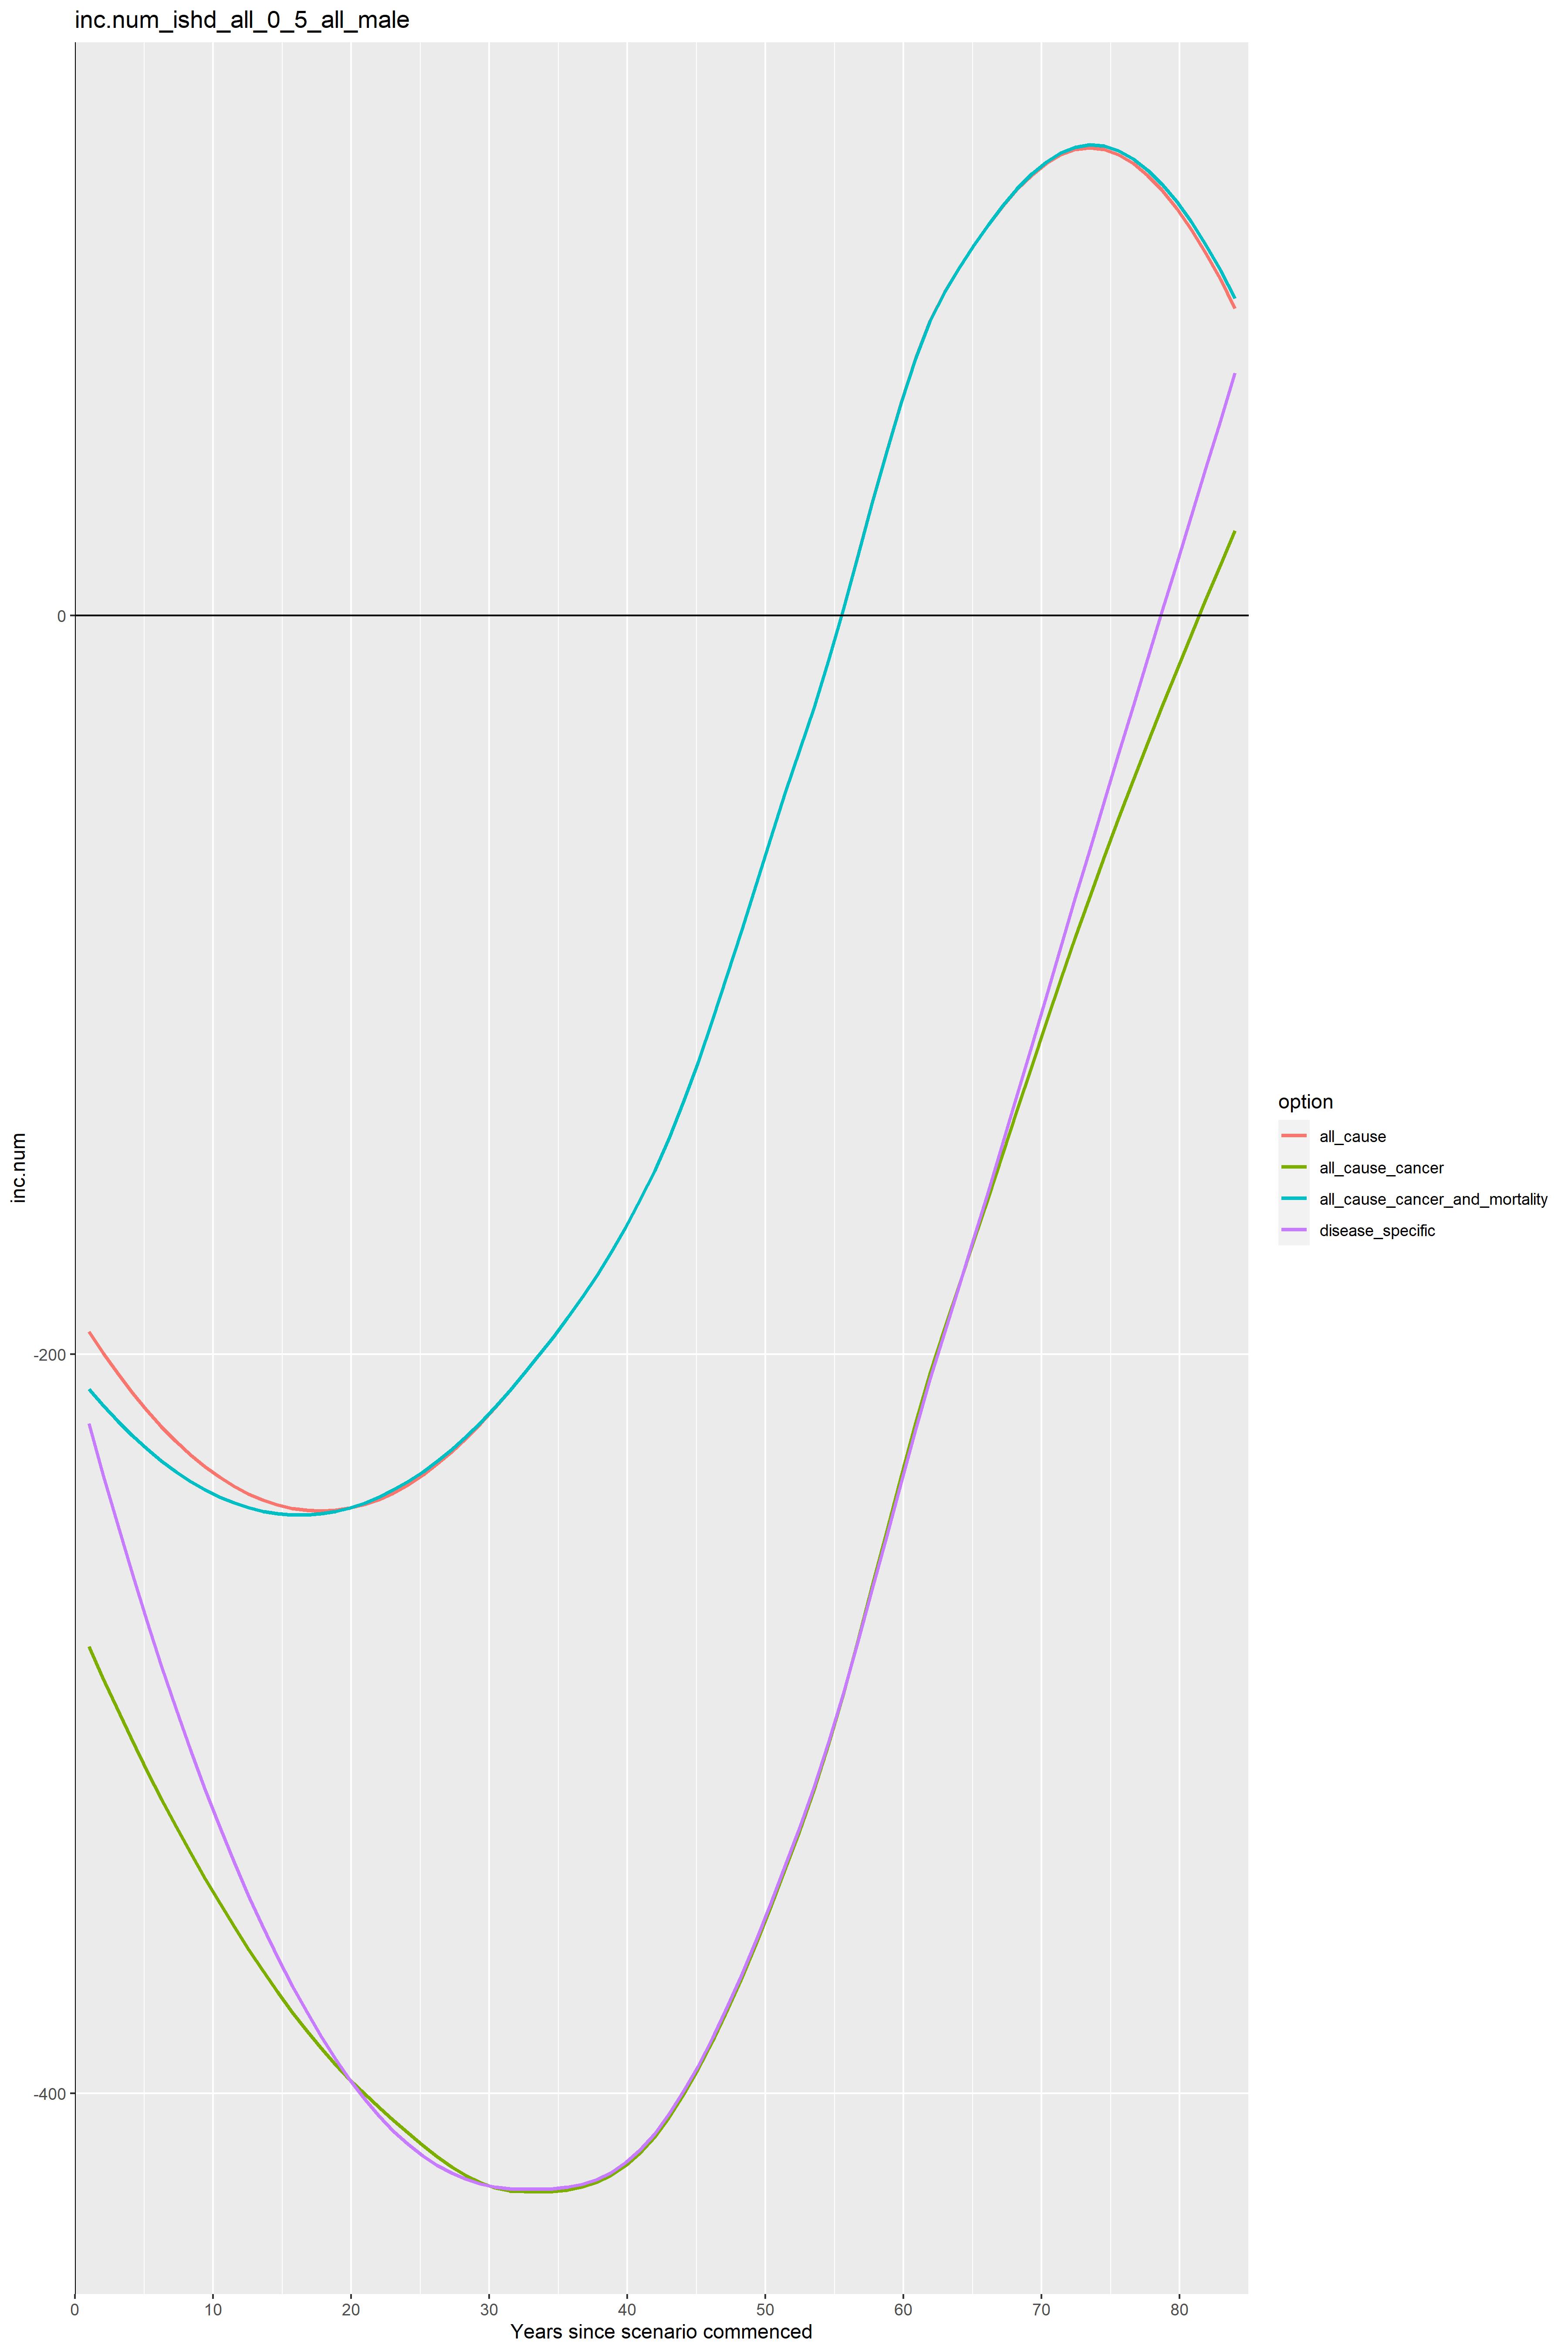 inc.num_ishd_all_0_5_all_male
inc.num
0
-200
-400
0 10 20 30 40 50 60 70 80
Years since scenario commenced
option
all_cause
all_cause_cancer
all_cause_cancer_and_mortality
disease_specific